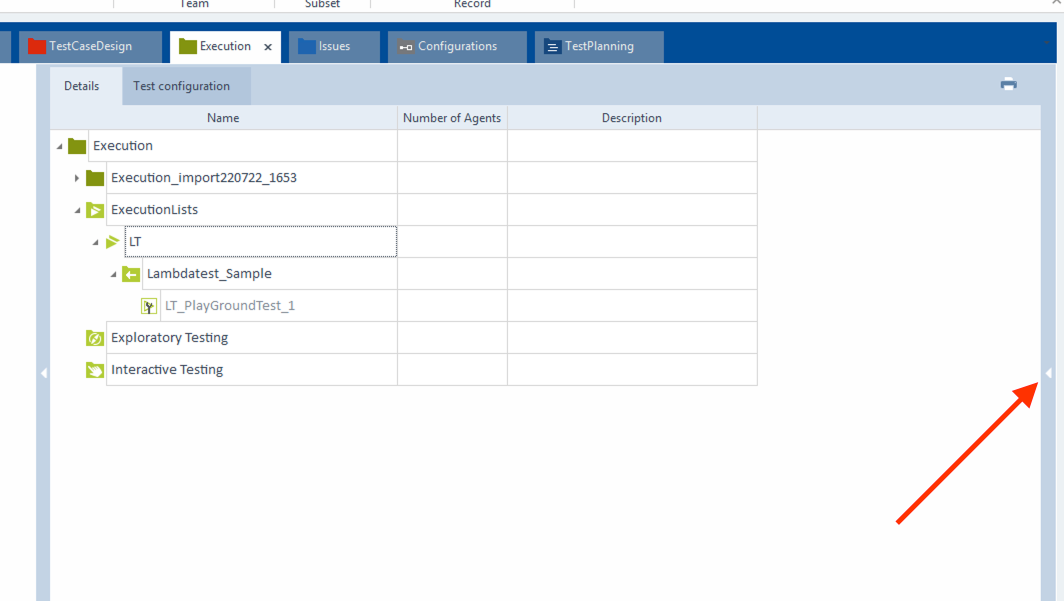 Team Subset Record
TestCaseDesign Execution × Issues Configurations TestPlanning
Details Test configuration
Name Number of Agents Description
Execution
Execution_import220722_1653
ExecutionLists
LT
Lambdatest_Sample
LT_PlayGroundTest_1
Exploratory Testing
Interactive Testing